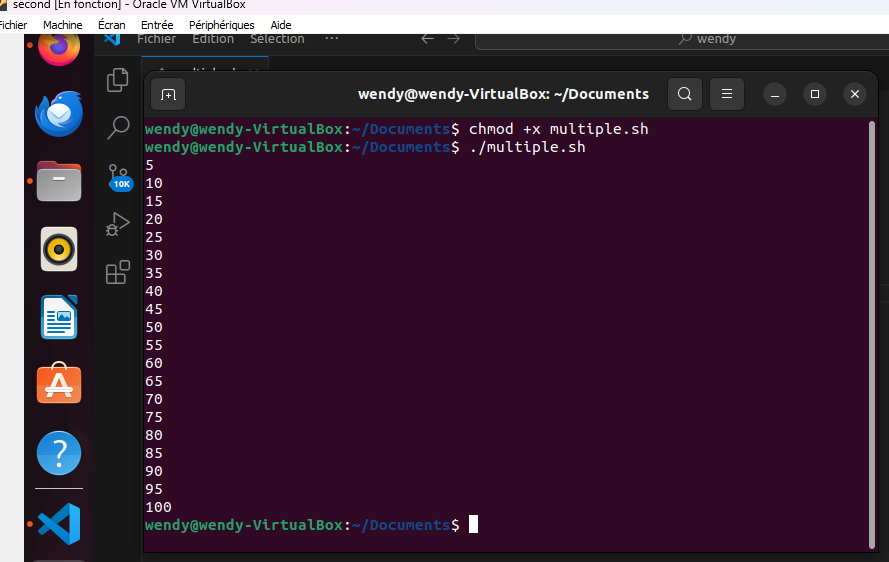 second [En fonction] - Oracle VM VirtualBox
Fichier Machine Écran Entrée Périphériques Aide
Fichier Edition Sélection ··· wendy
wendy@wendy-VirtualBox: ~/Documents
wendy@wendy-VirtualBox:~/Documents$ chmod +x multiple.sh
wendy@wendy-VirtualBox:~/Documents$ ./multiple.sh
5
10
15
20
25
30
35
40
45
50
55
60
65
70
75
80
85
90
95
100
wendy@wendy-VirtualBox:~/Documents$
10K